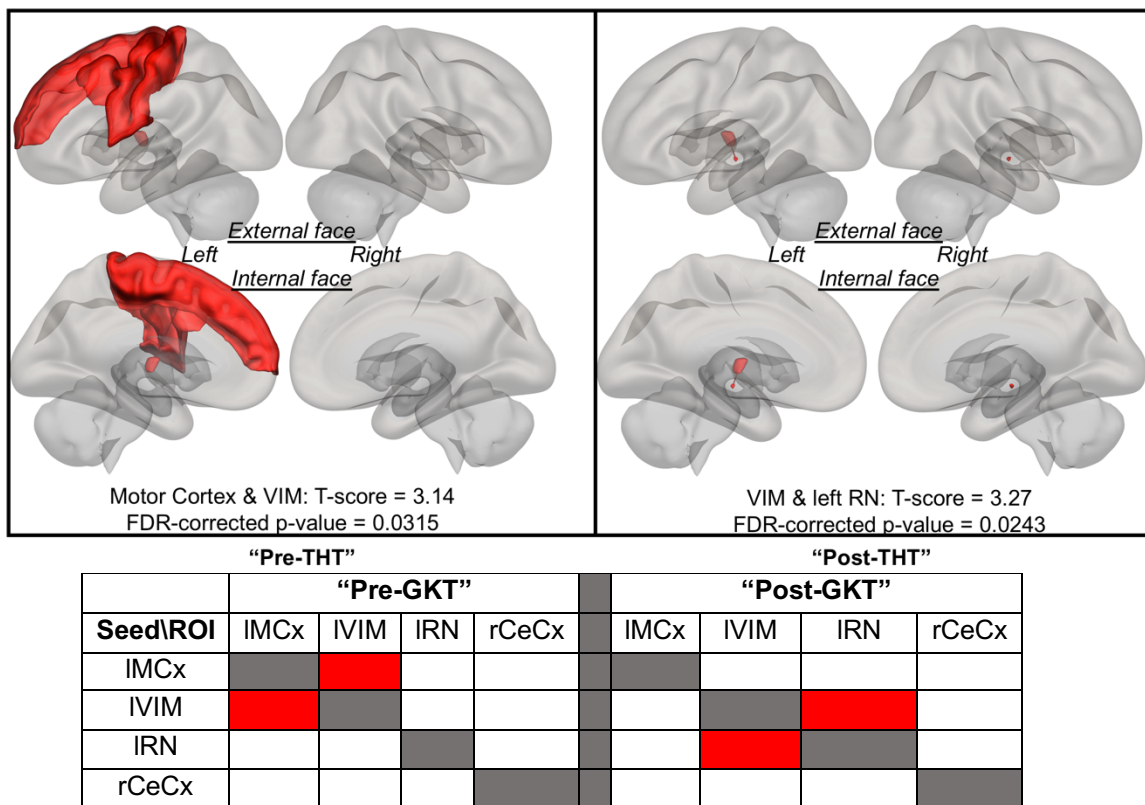 External face
Left Right
Internal face
Motor Cortex & VIM: T-score = 3.14
FDR-corrected p-value = 0.0315
External face
Left Right
Internal face
VIM & left RN: T-score = 3.27
FDR-corrected p-value = 0.0243
“Pre-THT” “Post-THT”
“Pre-GKT” “Post-GKT”
Seed\ROI lMCx lVIM lRN rCeCx lMCx lVIM lRN rCeCx
lMCx
lVIM
lRN
rCeCx